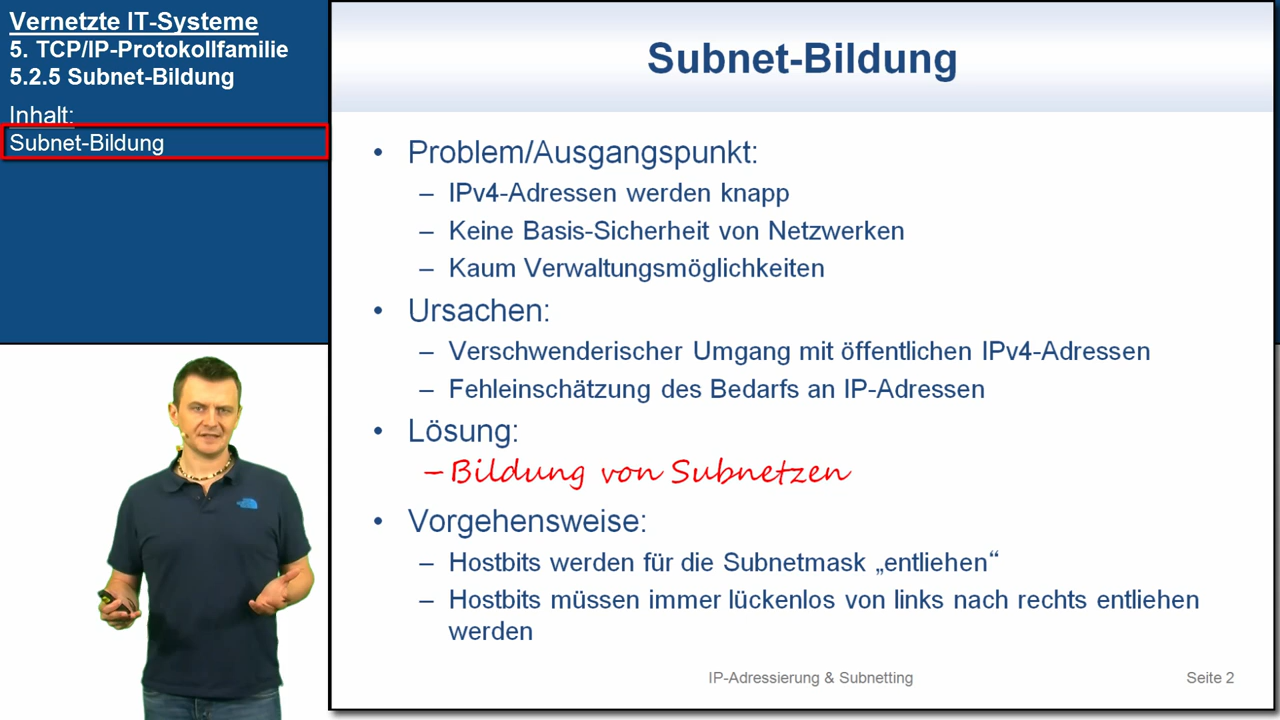 Vernetzte IT-Systeme
5. TCP/IP-Protokollfamilie
5.2.5 Subnet-Bildung
Inhalt:
Subnet-Bildung
Subnet-Bildung
• Problem/Ausgangspunkt:
– IPv4-Adressen werden knapp
– Keine Basis-Sicherheit von Netzwerken
– Kaum Verwaltungsmöglichkeiten
• Ursachen:
– Verschwenderischer Umgang mit öffentlichen IPv4-Adressen
– Fehleinschätzung des Bedarfs an IP-Adressen
• Lösung:
– Bildung von Subnetzen
• Vorgehensweise:
– Hostbits werden für die Subnetmask „entliehen“
– Hostbits müssen immer lückenlos von links nach rechts entliehen
werden
IP-Adressierung & Subnetting
Seite 2